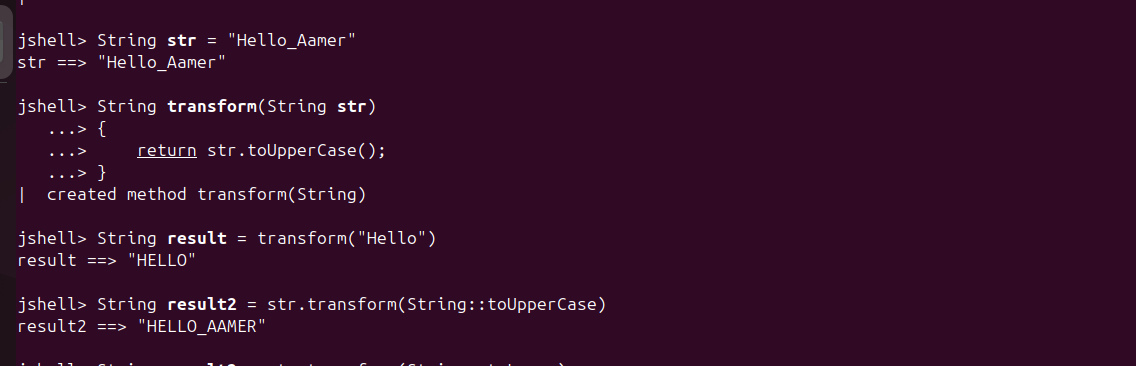 jshell> String str = "Hello_Aamer"
str ==> "Hello_Aamer"
jshell> String transform(String str)
...> {
...>     return str.toUpperCase();
...> }
|  created method transform(String)
jshell> String result = transform("Hello")
result ==> "HELLO"
jshell> String result2 = str.transform(String::toUpperCase)
result2 ==> "HELLO_AAMER"